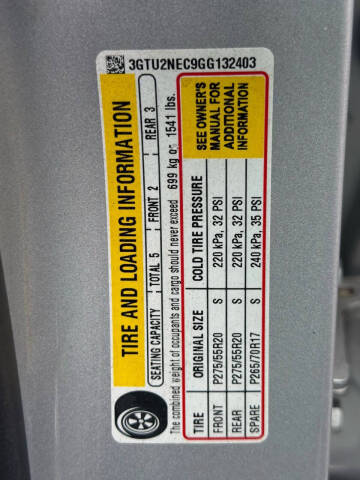 3GTU2NEC9GG132403
TIRE AND LOADING INFORMATION
SEATING CAPACITY TOTAL 5 FRONT 2 REAR 3
The combined weight of occupants and cargo should never exceed 699 kg or 1541 lbs.
TIRE ORIGINAL SIZE COLD TIRE PRESSURE
FRONT P275/55R20 S 220 kPa, 32 PSI
REAR P275/55R20 S 220 kPa, 32 PSI
SPARE P265/70R17 S 240 kPa, 35 PSI
SEE OWNER'S
MANUAL FOR
ADDITIONAL
INFORMATION